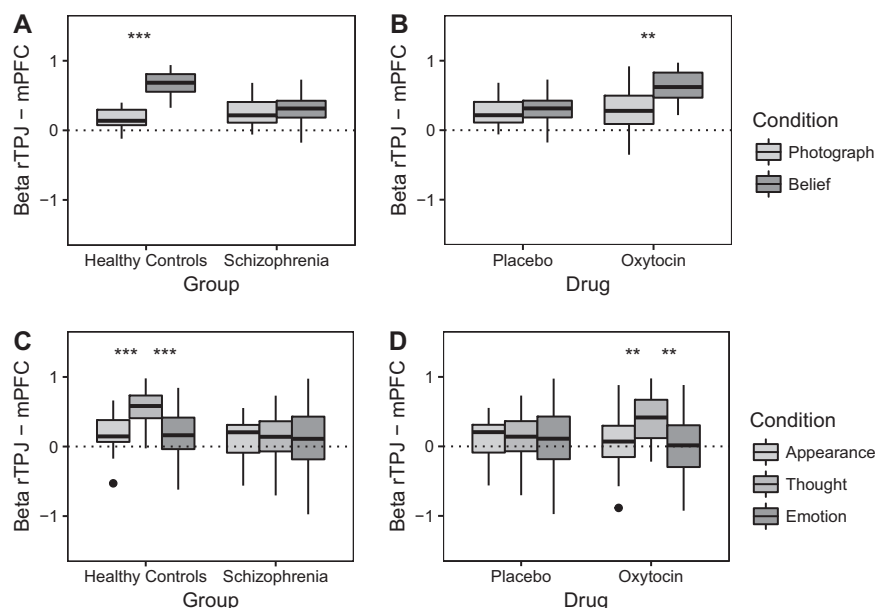 A
***
1
0
−1
Beta rTPJ − mPFC
Healthy Controls Schizophrenia
Group
B
**
1
0
−1
Beta rTPJ − mPFC
Placebo Oxytocin
Drug
Condition
Photograph
Belief
C
*** ***
1
0
−1
Beta rTPJ − mPFC
Healthy Controls Schizophrenia
Group
D
** **
1
0
−1
Beta rTPJ − mPFC
Placebo Oxytocin
Drug
Condition
Appearance
Thought
Emotion